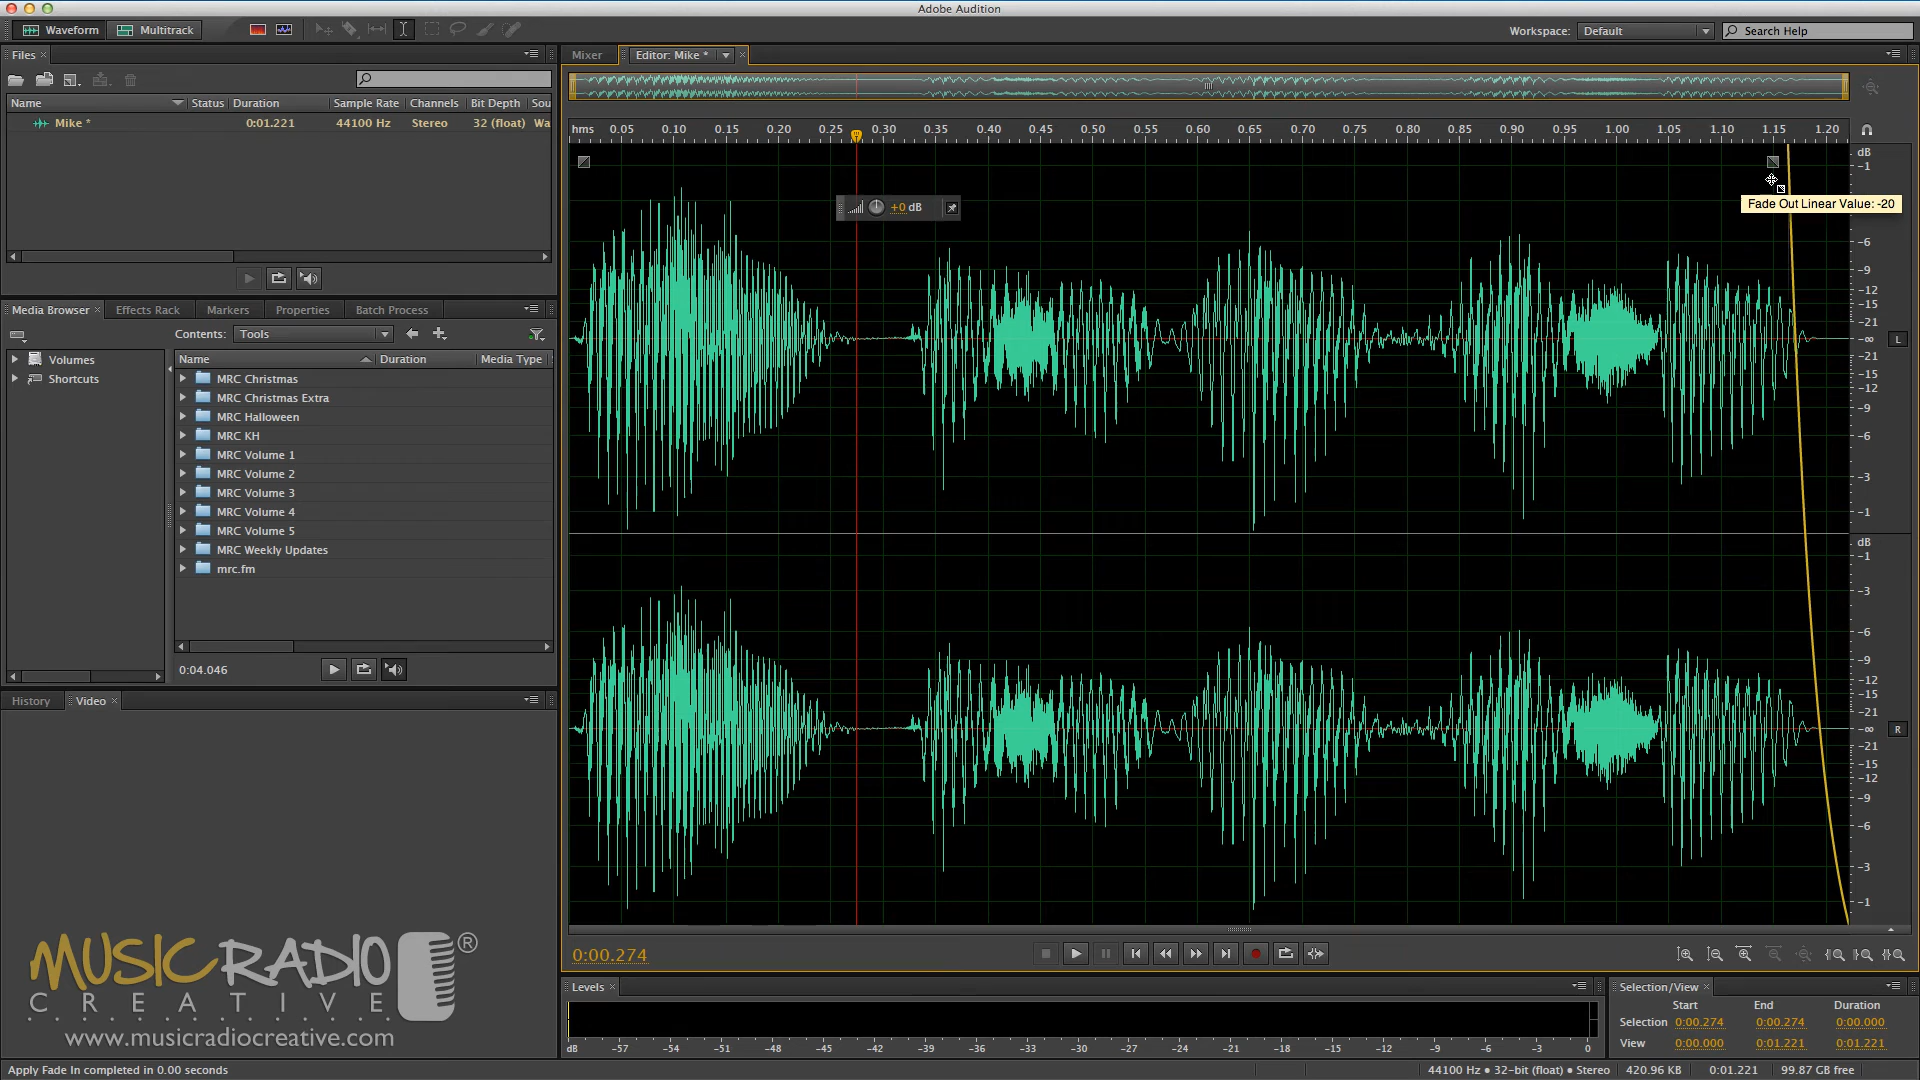 Adobe Audition
Waveform Multitrack Workspace: Default Search Help
Files Mixer Editor: Mike *
Name Status Duration Sample Rate Channels Bit Depth Sou
Mike * 0:01.221 44100 Hz Stereo 32 (float) Wa
hms 0.05 0.10 0.15 0.20 0.25 0.30 0.35 0.40 0.45 0.50 0.55 0.60 0.65 0.70 0.75 0.80 0.85 0.90 0.95 1.00 1.05 1.10 1.15 1.20
+0 dB
Fade Out Linear Value: -20
dB
-1
-6
-9
-12
-15
-21
-∞
L
-21
-15
-12
-9
-6
-3
-1
dB
-1
-3
-6
-9
-12
-15
-21
-∞
R
-21
-15
-12
-9
-6
-3
-1
Media Browser Effects Rack Markers Properties Batch Process
Contents: Tools
Volumes
Shortcuts
Name Duration Media Type
MRC Christmas
MRC Christmas Extra
MRC Halloween
MRC KH
MRC Volume 1
MRC Volume 2
MRC Volume 3
MRC Volume 4
MRC Volume 5
MRC Weekly Updates
mrc.fm
0:04.046
History Video
MUSIC RADIO ®
CREATIVE
www.musicradiocreative.com
0:00.274
Levels
dB -57 -54 -51 -48 -45 -42 -39 -36 -33 -30 -27 -24 -21 -18 -15 -12 -9 -6 -3 0
Selection/View
Start End Duration
Selection 0:00.274 0:00.274 0:00.000
View 0:00.000 0:01.221 0:01.221
Apply Fade In completed in 0.00 seconds
44100 Hz • 32-bit (float) • Stereo 420.96 KB 0:01.221 99.87 GB free